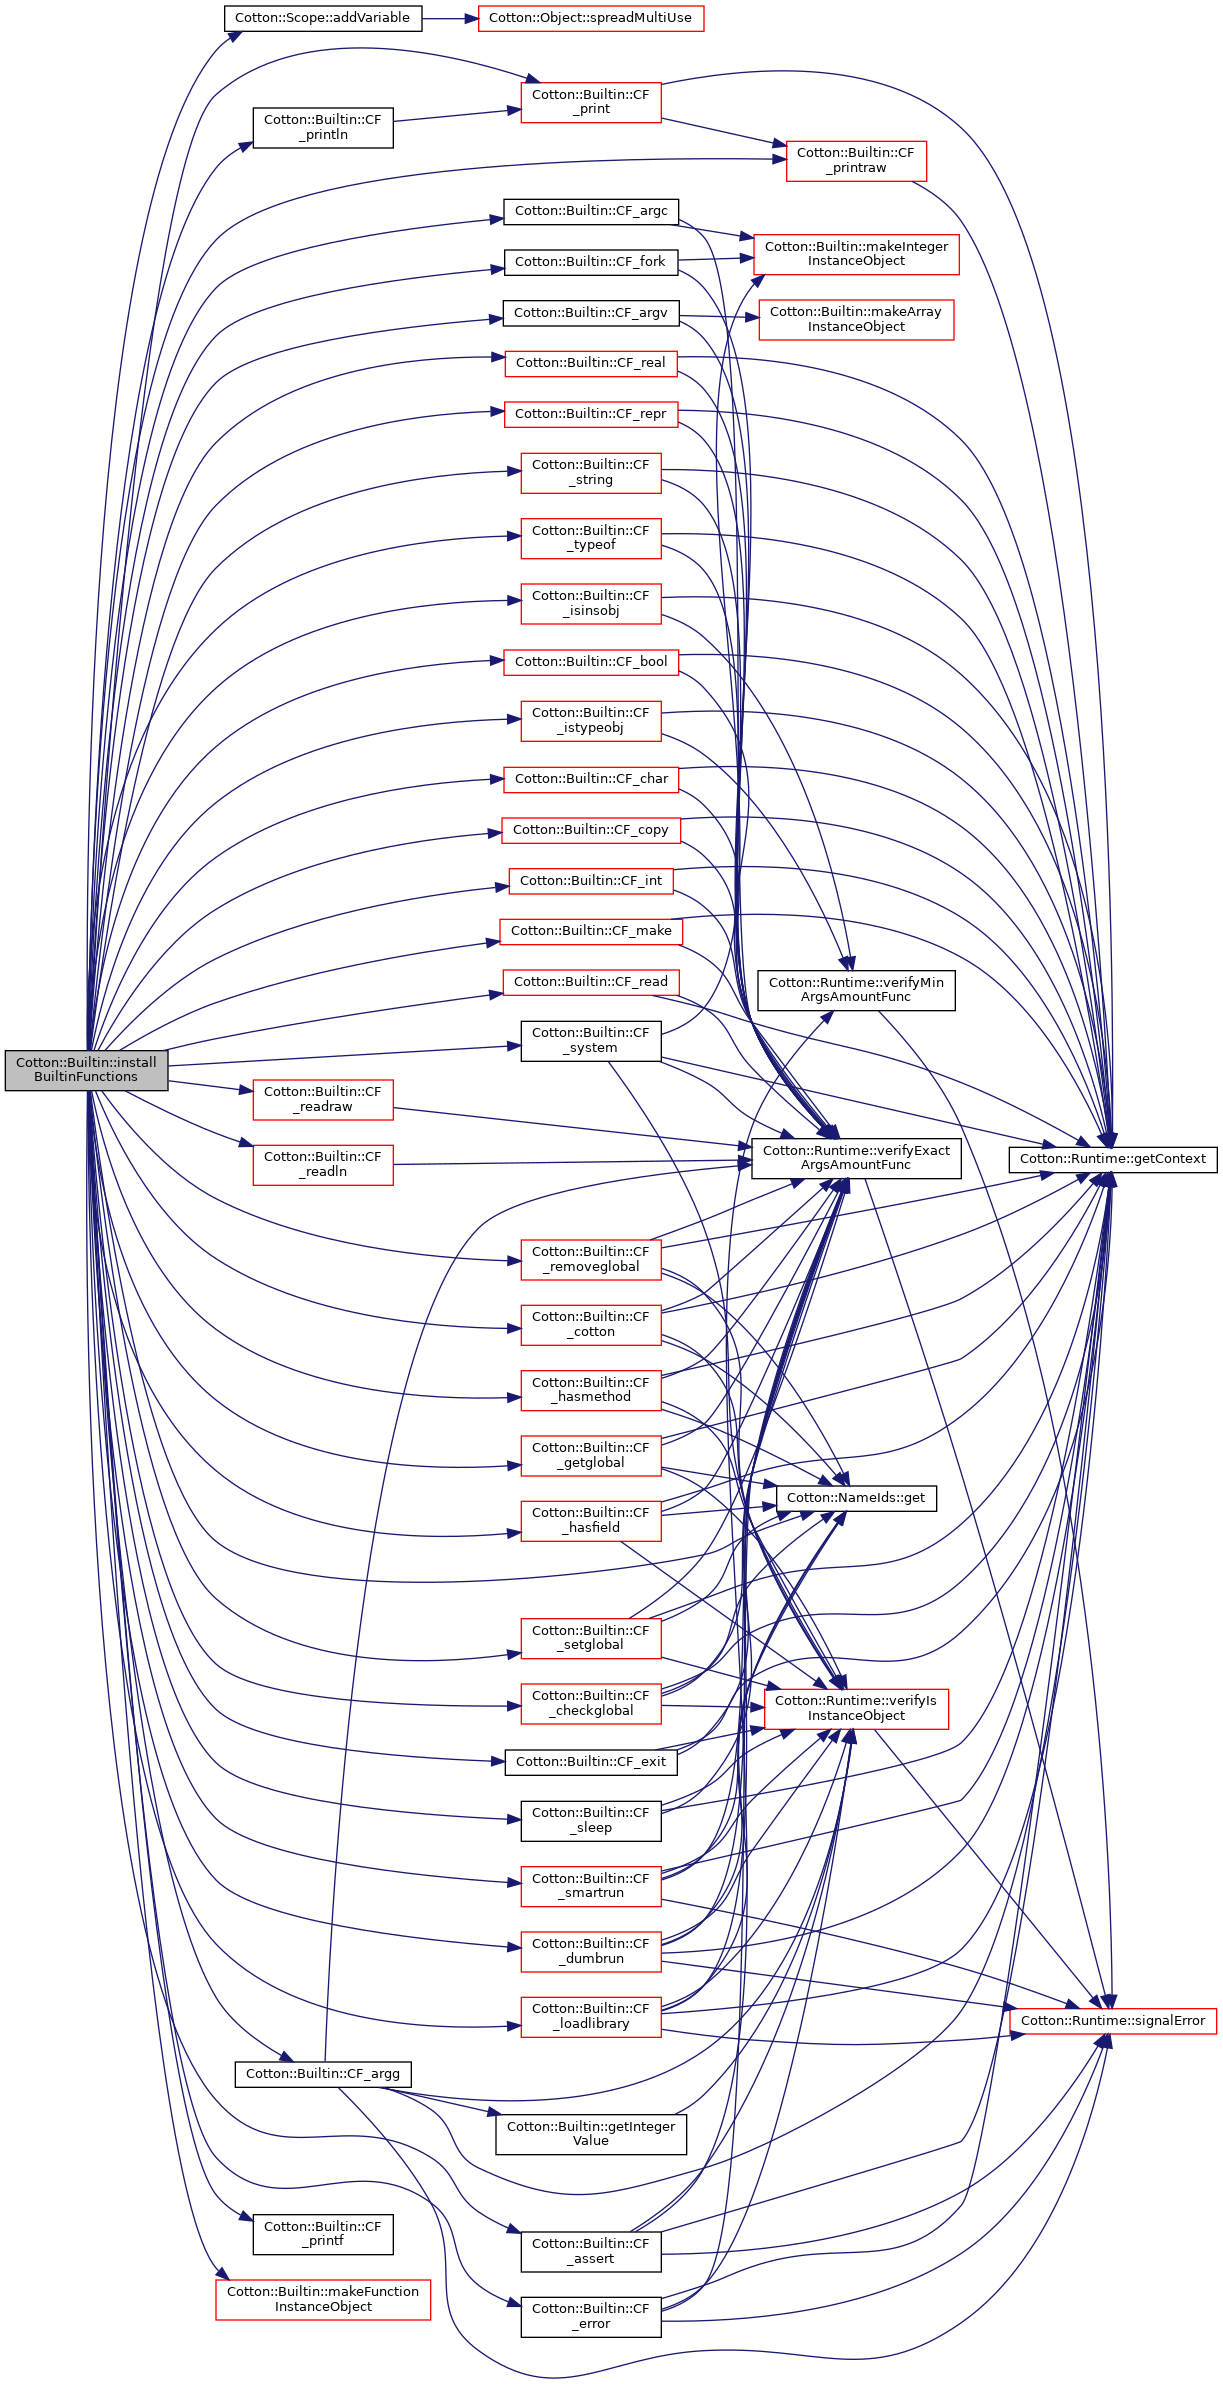 Cotton::Scope::addVariable
Cotton::Object::spreadMultiUse
Cotton::Builtin::CF
_print
Cotton::Builtin::CF
_println
Cotton::Builtin::CF
_printraw
Cotton::Builtin::CF_argc
Cotton::Builtin::makeInteger
InstanceObject
Cotton::Builtin::CF_fork
Cotton::Builtin::CF_argv
Cotton::Builtin::makeArray
InstanceObject
Cotton::Builtin::CF_real
Cotton::Builtin::CF_repr
Cotton::Builtin::CF
_string
Cotton::Builtin::CF
_typeof
Cotton::Builtin::CF
_isinsobj
Cotton::Builtin::CF_bool
Cotton::Builtin::CF
_istypeobj
Cotton::Builtin::CF_char
Cotton::Builtin::CF_copy
Cotton::Builtin::CF_int
Cotton::Builtin::CF_make
Cotton::Builtin::CF_read
Cotton::Runtime::verifyMin
ArgsAmountFunc
Cotton::Builtin::CF
_system
Cotton::Builtin::install
BuiltinFunctions
Cotton::Builtin::CF
_readraw
Cotton::Builtin::CF
_readln
Cotton::Runtime::verifyExact
ArgsAmountFunc
Cotton::Runtime::getContext
Cotton::Builtin::CF
_removeglobal
Cotton::Builtin::CF
_cotton
Cotton::Builtin::CF
_hasmethod
Cotton::Builtin::CF
_getglobal
Cotton::NameIds::get
Cotton::Builtin::CF
_hasfield
Cotton::Builtin::CF
_setglobal
Cotton::Builtin::CF
_checkglobal
Cotton::Runtime::verifyIs
InstanceObject
Cotton::Builtin::CF_exit
Cotton::Builtin::CF
_sleep
Cotton::Builtin::CF
_smartrun
Cotton::Builtin::CF
_dumbrun
Cotton::Builtin::CF
_loadlibrary
Cotton::Runtime::signalError
Cotton::Builtin::CF_argg
Cotton::Builtin::getInteger
Value
Cotton::Builtin::CF
_printf
Cotton::Builtin::CF
_assert
Cotton::Builtin::makeFunction
InstanceObject
Cotton::Builtin::CF
_error